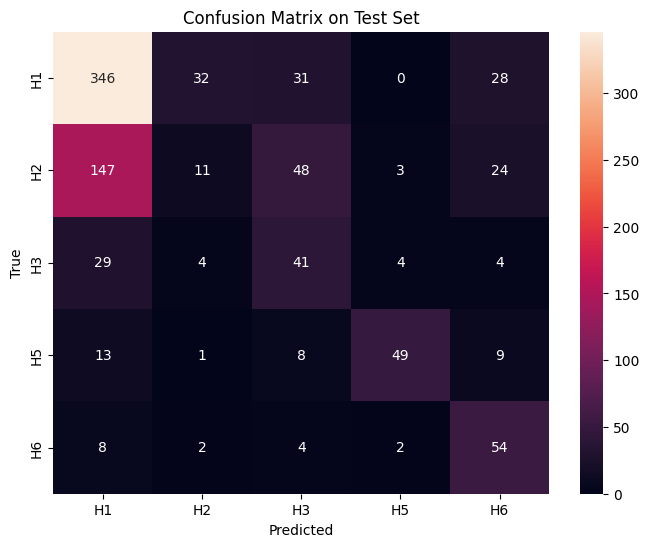 Confusion Matrix on Test Set
H1 346 32 31 0 28
H2 147 11 48 3 24
H3 29 4 41 4 4
H5 13 1 8 49 9
H6 8 2 4 2 54
H1 H2 H3 H5 H6
Predicted
True
300
250
200
150
100
50
0